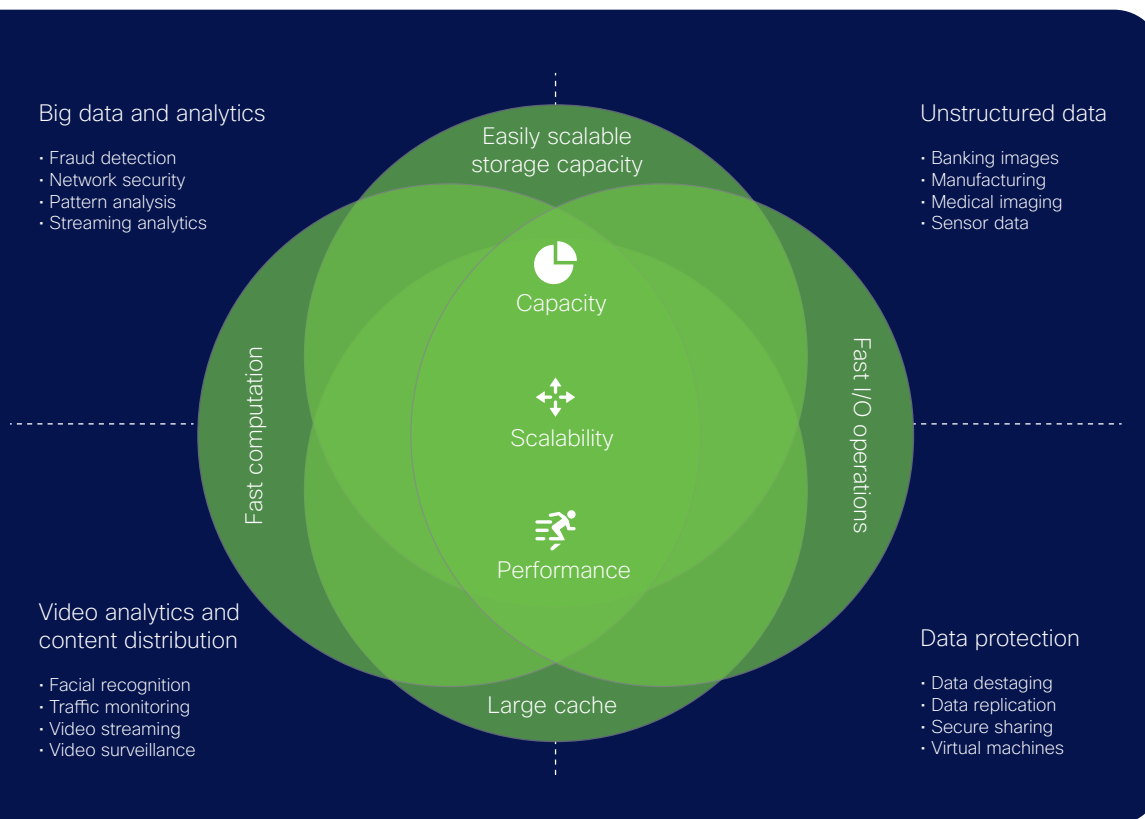 Big data and analytics
· Fraud detection
· Network security
· Pattern analysis
· Streaming analytics
Easily scalable
storage capacity
Unstructured data
· Banking images
· Manufacturing
· Medical imaging
· Sensor data
Capacity
Scalability
Performance
Fast computation
Fast I/O operations
Large cache
Video analytics and
content distribution
· Facial recognition
· Traffic monitoring
· Video streaming
· Video surveillance
Data protection
· Data destaging
· Data replication
· Secure sharing
· Virtual machines